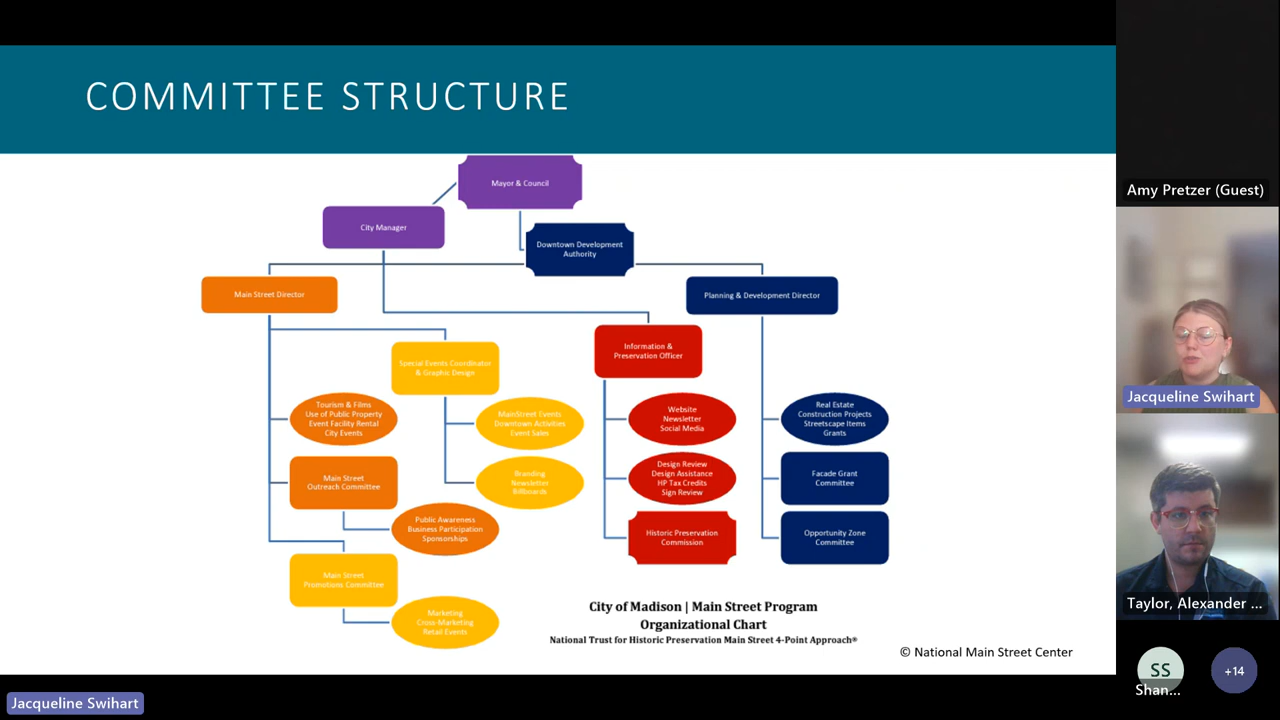 COMMITTEE STRUCTURE
Mayor & Council
City Manager
Downtown Development
Authority
Main Street Director
Planning & Development Director
Special Events Coordinator
& Graphic Design
Information &
Preservation Officer
Tourism & Films
Use of Public Property
Event Facility Rental
City Events
MainStreet Events
Downtown Activities
Event Sales
Website
Newsletter
Social Media
Real Estate
Construction Projects
Streetscape Items
Grants
Main Street
Outreach Committee
Branding
Newsletter
Billboards
Design Review
Design Assistance
HP Tax Credits
Sign Review
Facade Grant
Committee
Public Awareness
Business Participation
Sponsorships
Historic Preservation
Commission
Opportunity Zone
Committee
Main Street
Promotions Committee
Marketing
Cross-Marketing
Retail Events
City of Madison | Main Street Program
Organizational Chart
National Trust for Historic Preservation Main Street 4-Point Approach®
© National Main Street Center
Jacqueline Swihart
Amy Pretzer (Guest)
Jacqueline Swihart
Taylor, Alexander ...
SS
Shan...
+14